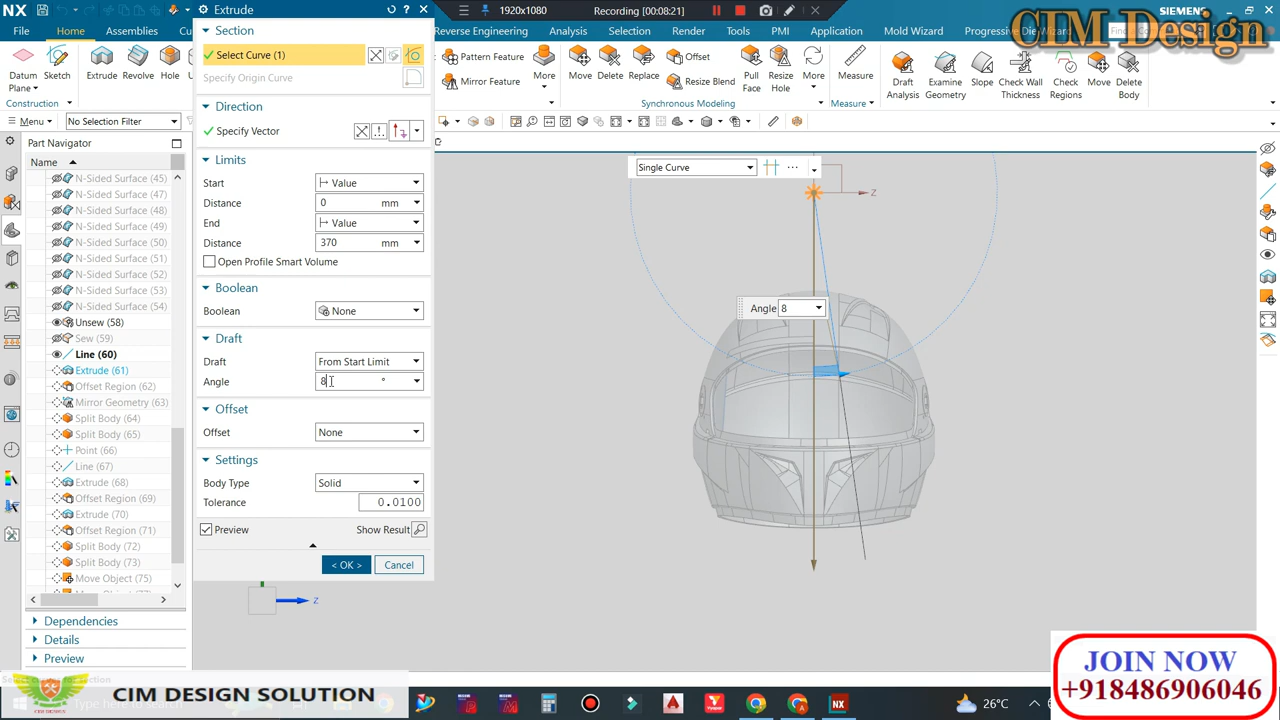 NX
Extrude
1920x1080
Recording [00:08:21]
SIEMENS
CIM Design
File
Home
Assemblies
Cu
Reverse Engineering
Selection
Render
Tools
PMI
Application
Mold Wizard
Progressive Die Wizard
Datum
Plane
Sketch
Extrude
Revolve
Hole
Construction
Pattern Feature
Mirror Feature
More
Move
Delete
Replace
Offset
Resize Blend
Pull
Face
Resize
Hole
More
Synchronous Modeling
Measure
Measure
Draft
Analysis
Examine
Geometry
Slope
Check Wall
Thickness
Check
Regions
Move
Delete
Body
Menu
No Selection Filter
Part Navigator
Name
N-Sided Surface (45)
N-Sided Surface (47)
N-Sided Surface (48)
N-Sided Surface (49)
N-Sided Surface (50)
N-Sided Surface (51)
N-Sided Surface (52)
N-Sided Surface (53)
N-Sided Surface (54)
Unsew (58)
Sew (59)
Line (60)
Extrude (61)
Offset Region (62)
Mirror Geometry (63)
Split Body (64)
Split Body (65)
Point (66)
Line (67)
Extrude (68)
Offset Region (69)
Extrude (70)
Offset Region (71)
Split Body (72)
Split Body (73)
Move Object (75)
Dependencies
Details
Preview
Section
Select Curve (1)
Specify Origin Curve
Direction
Specify Vector
Limits
Start Value
Distance 0 mm
End Value
Distance 370 mm
Open Profile Smart Volume
Boolean
Boolean None
Draft
Draft From Start Limit
Angle 8 °
Offset
Offset None
Settings
Body Type Solid
Tolerance 0.0100
Preview Show Result
< OK > Cancel
Single Curve
Z
Angle 8
Z
JOIN NOW
+918486906046
CIM DESIGN SOLUTION
26°C